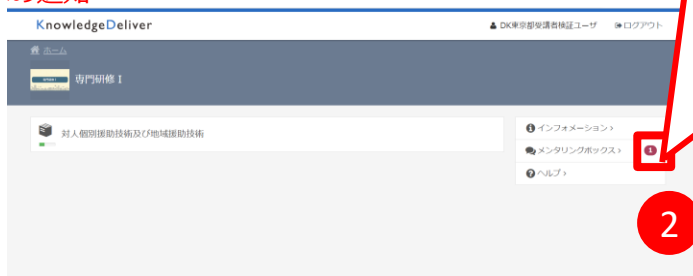 の通知
KnowledgeDeliver
DK東京都受講者検証ユーザ ログアウト
ホーム
専門研修 I
対人個別援助技術及び地域援助技術
インフォメーション›
メンタリングボックス› 1
ヘルプ›
2